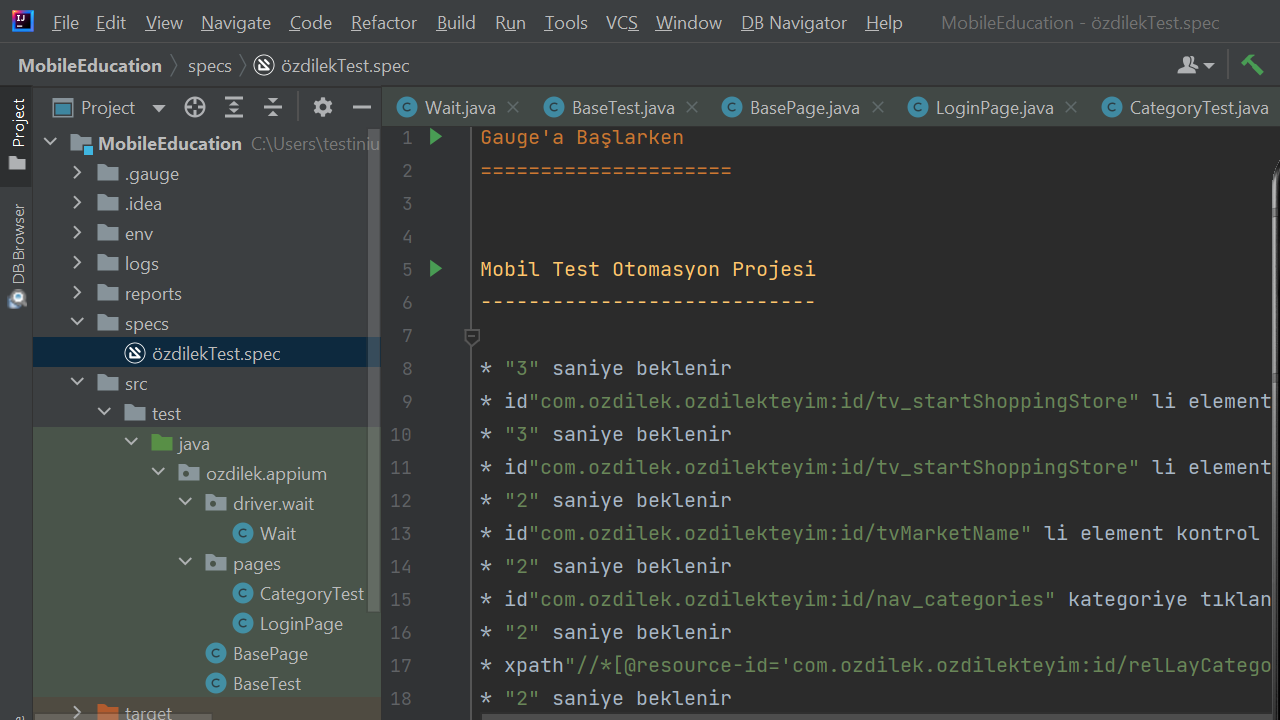 File Edit View Navigate Code Refactor Build Run Tools VCS Window DB Navigator Help MobileEducation - özdilekTest.spec
MobileEducation specs özdilekTest.spec
Project
DB Browser
Project
MobileEducation C:\Users\testiniu
.gauge
.idea
env
logs
reports
specs
özdilekTest.spec
src
test
java
ozdilek.appium
driver.wait
Wait
pages
CategoryTest
LoginPage
BasePage
BaseTest
target
Wait.java BaseTest.java BasePage.java LoginPage.java CategoryTest.java
1 Gauge'a Başlarken
2 =====================
3
4
5 Mobil Test Otomasyon Projesi
6 ----------------------------
7
8 * "3" saniye beklenir
9 * id"com.ozdilek.ozdilekteyim:id/tv_startShoppingStore" li element
10 * "3" saniye beklenir
11 * id"com.ozdilek.ozdilekteyim:id/tv_startShoppingStore" li element
12 * "2" saniye beklenir
13 * id"com.ozdilek.ozdilekteyim:id/tvMarketName" li element kontrol
14 * "2" saniye beklenir
15 * id"com.ozdilek.ozdilekteyim:id/nav_categories" kategoriye tıklan
16 * "2" saniye beklenir
17 * xpath"//*[@resource-id='com.ozdilek.ozdilekteyim:id/relLayCatego
18 * "2" saniye beklenir